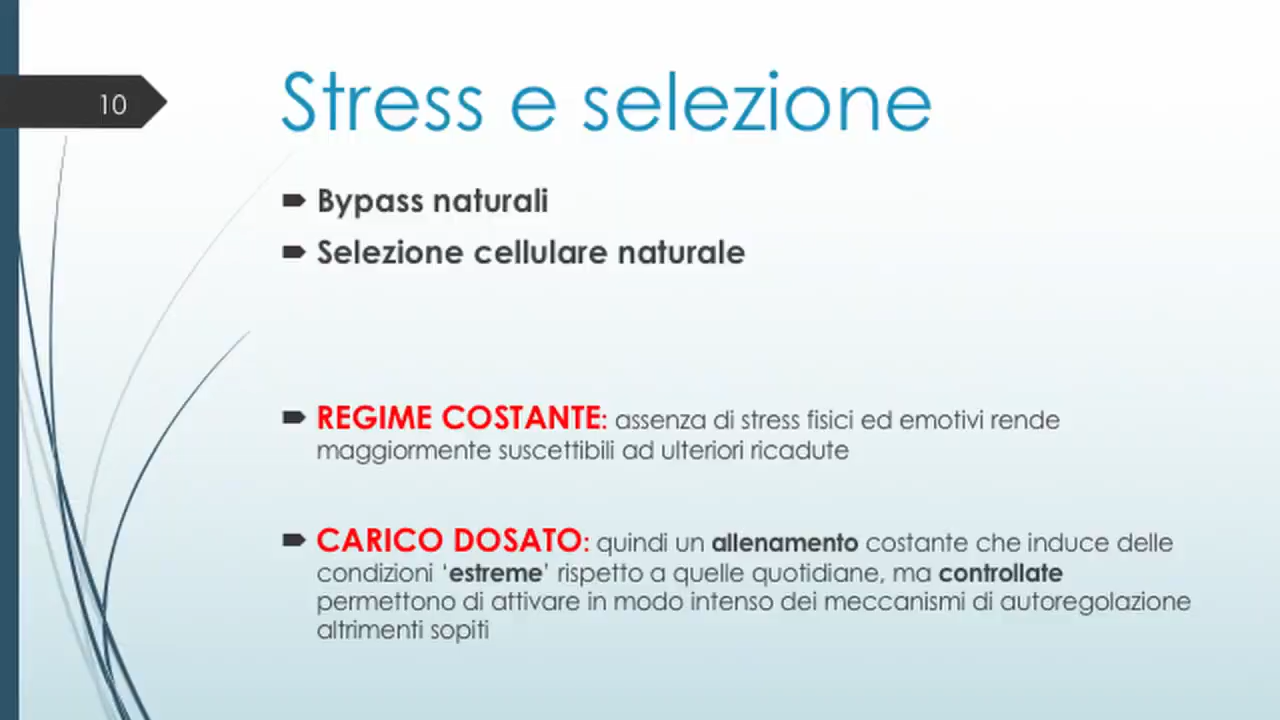 10
Stress e selezione
Bypass naturali
Selezione cellulare naturale
REGIME COSTANTE: assenza di stress fisici ed emotivi rende
maggiormente suscettibili ad ulteriori ricadute
CARICO DOSATO: quindi un allenamento costante che induce delle
condizioni ‘estreme’ rispetto a quelle quotidiane, ma controllate
permettono di attivare in modo intenso dei meccanismi di autoregolazione
altrimenti sopiti